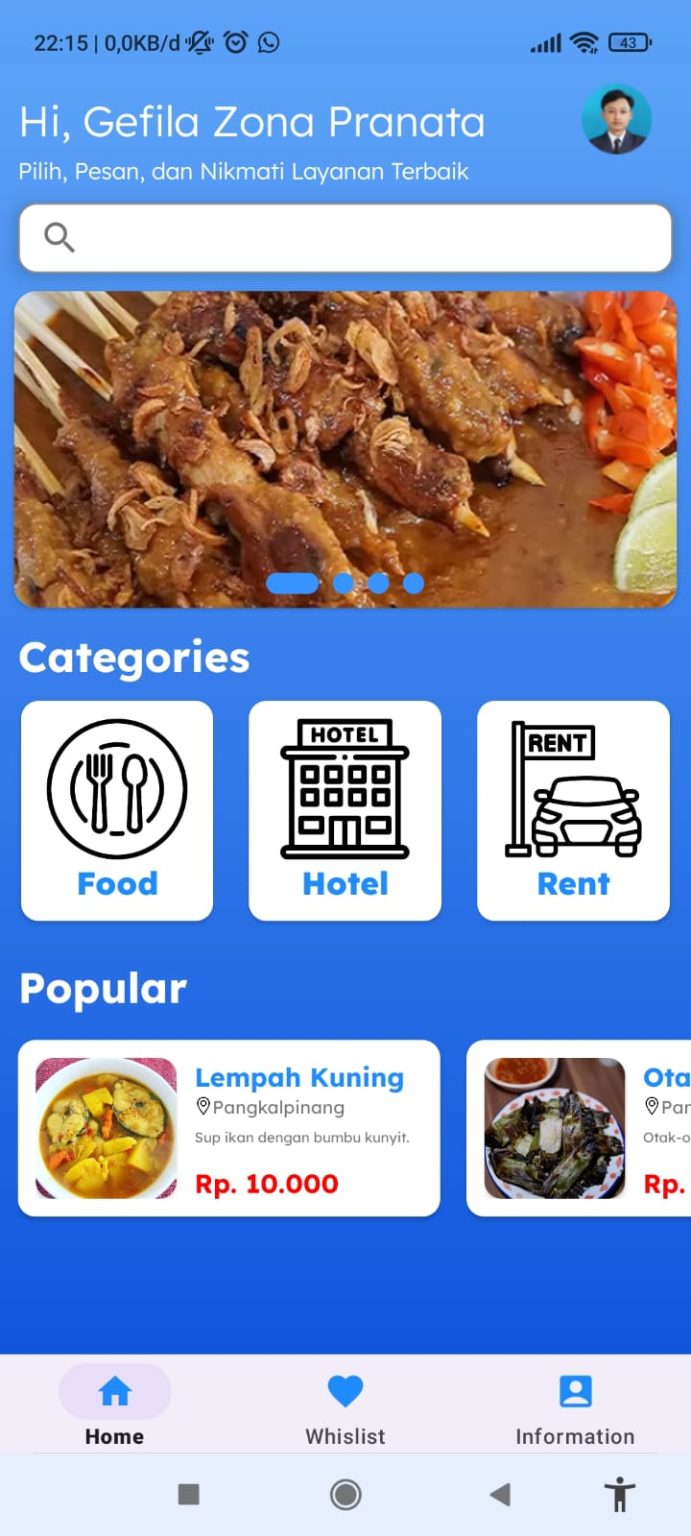 22:15 | 0,0KB/d
43
Hi, Gefila Zona Pranata
Pilih, Pesan, dan Nikmati Layanan Terbaik
Categories
HOTEL
RENT
Food
Hotel
Rent
Popular
Lempah Kuning
Pangkalpinang
Sup ikan dengan bumbu kunyit.
Rp. 10.000
Ota
Par
Otak-o
Rp.
Home
Whislist
Information